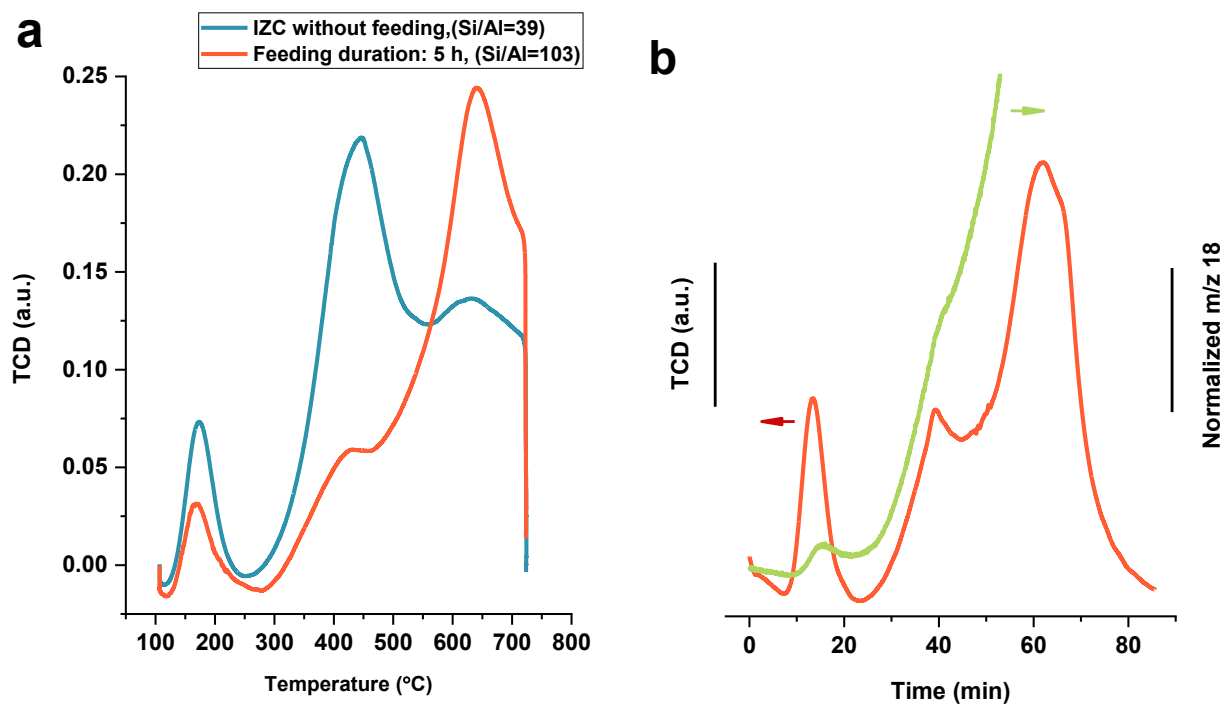 a
IZC without feeding,(Si/Al=39)
Feeding duration: 5 h, (Si/Al=103)
0.25
0.20
0.15
0.10
0.05
0.00
TCD (a.u.)
100 200 300 400 500 600 700 800
Temperature (°C)
b
TCD (a.u.)
Normalized m/z 18
0 20 40 60 80
Time (min)